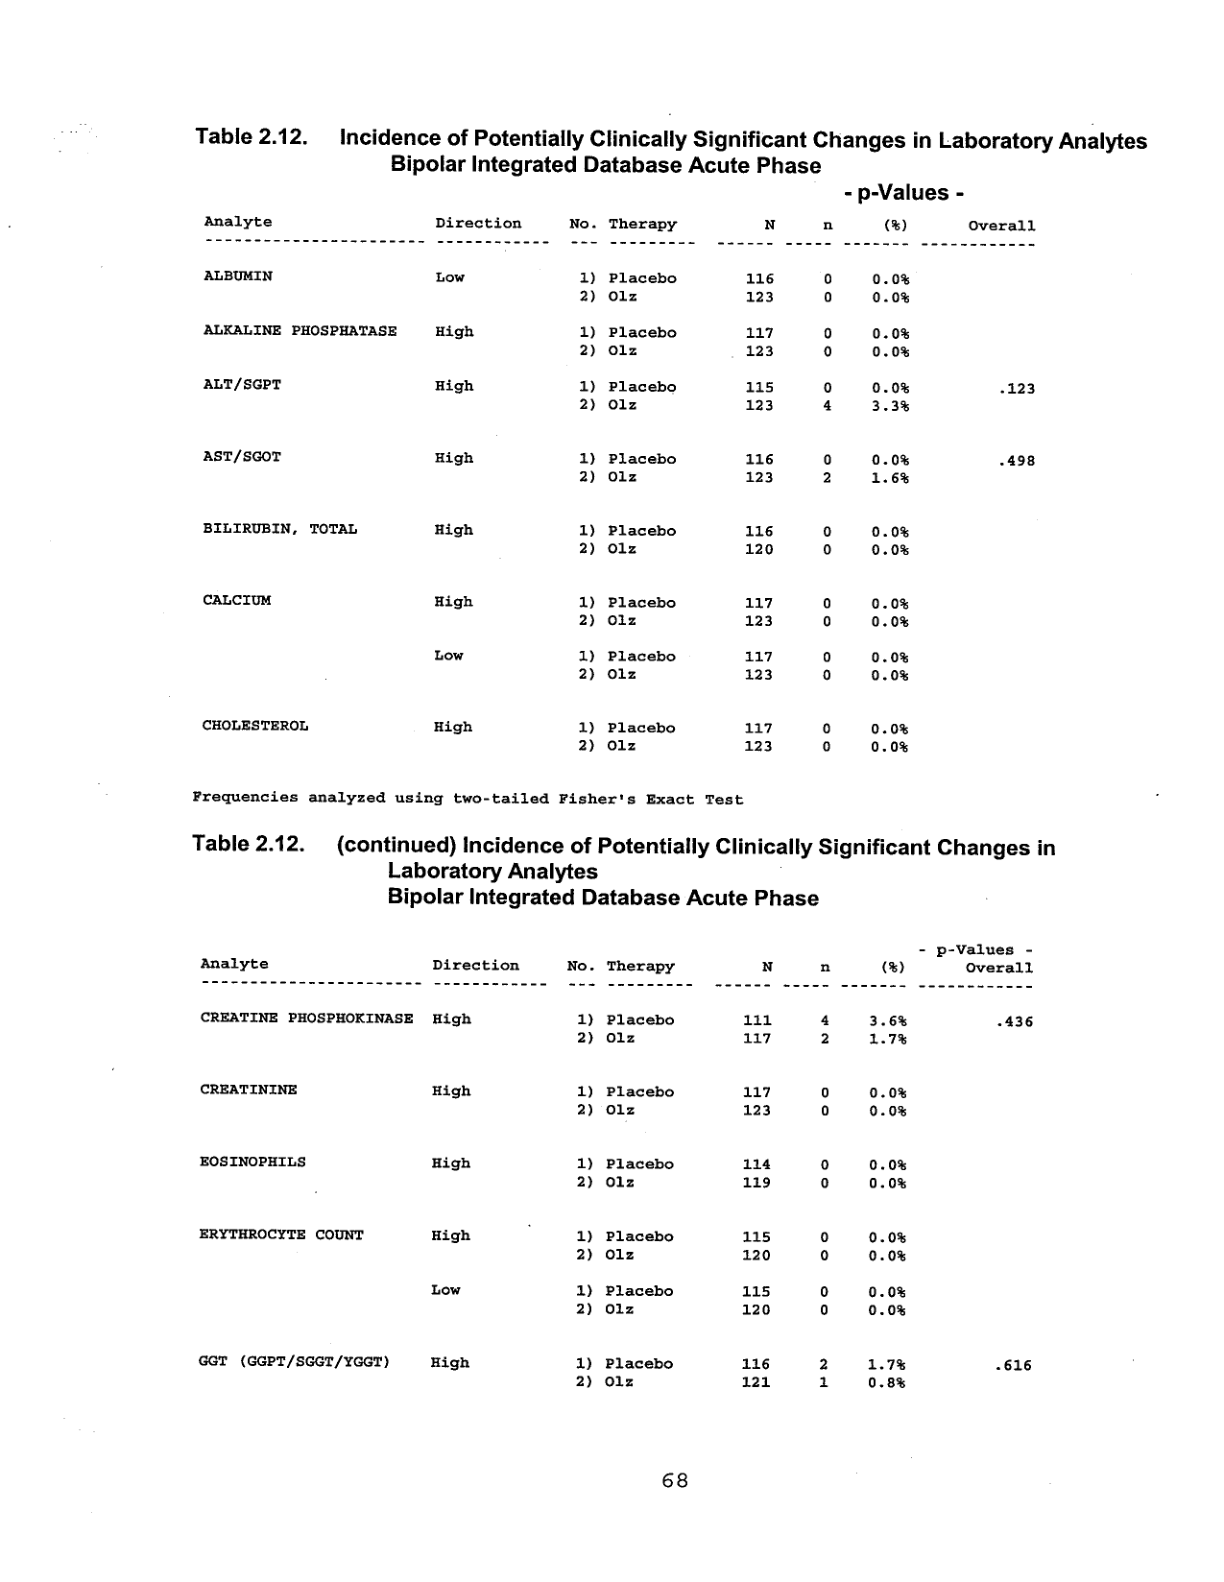 Table 2.12. Incidence of Potentially Clinically Significant Changes in Laboratory Analytes
Bipolar Integrated Database Acute Phase
- p-Values -
Analyte Direction No. Therapy N n (%) Overall
----------------------- ------------ --- --------- ------ ----- ------- ------------
ALBUMIN Low 1) Placebo 116 0 0.0%
2) Olz 123 0 0.0%
ALKALINE PHOSPHATASE High 1) Placebo 117 0 0.0%
2) Olz 123 0 0.0%
ALT/SGPT High 1) Placebo 115 0 0.0% .123
2) Olz 123 4 3.3%
AST/SGOT High 1) Placebo 116 0 0.0% .498
2) Olz 123 2 1.6%
BILIRUBIN, TOTAL High 1) Placebo 116 0 0.0%
2) Olz 120 0 0.0%
CALCIUM High 1) Placebo 117 0 0.0%
2) Olz 123 0 0.0%
Low 1) Placebo 117 0 0.0%
2) Olz 123 0 0.0%
CHOLESTEROL High 1) Placebo 117 0 0.0%
2) Olz 123 0 0.0%
Frequencies analyzed using two-tailed Fisher's Exact Test
Table 2.12. (continued) Incidence of Potentially Clinically Significant Changes in
Laboratory Analytes
Bipolar Integrated Database Acute Phase
- p-Values -
Analyte Direction No. Therapy N n (%) Overall
----------------------- ------------ --- --------- ------ ----- ------- ------------
CREATINE PHOSPHOKINASE High 1) Placebo 111 4 3.6% .436
2) Olz 117 2 1.7%
CREATININE High 1) Placebo 117 0 0.0%
2) Olz 123 0 0.0%
EOSINOPHILS High 1) Placebo 114 0 0.0%
2) Olz 119 0 0.0%
ERYTHROCYTE COUNT High 1) Placebo 115 0 0.0%
2) Olz 120 0 0.0%
Low 1) Placebo 115 0 0.0%
2) Olz 120 0 0.0%
GGT (GGPT/SGGT/YGGT) High 1) Placebo 116 2 1.7% .616
2) Olz 121 1 0.8%
68